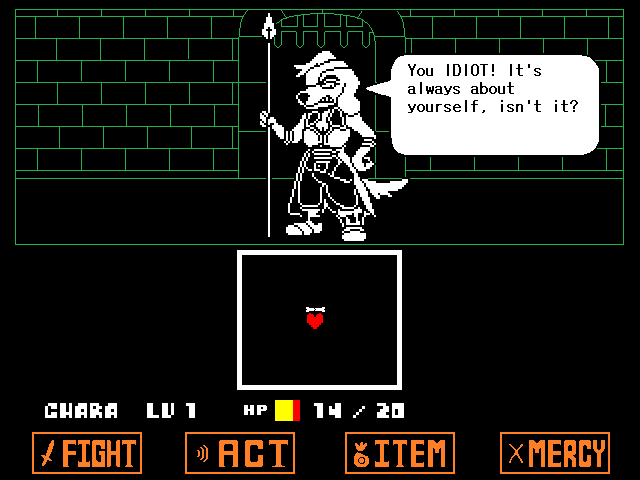 You IDIOT! It's
always about
yourself, isn't it?
CHARA LV 1 HP 14 / 20
FIGHT ACT ITEM MERCY